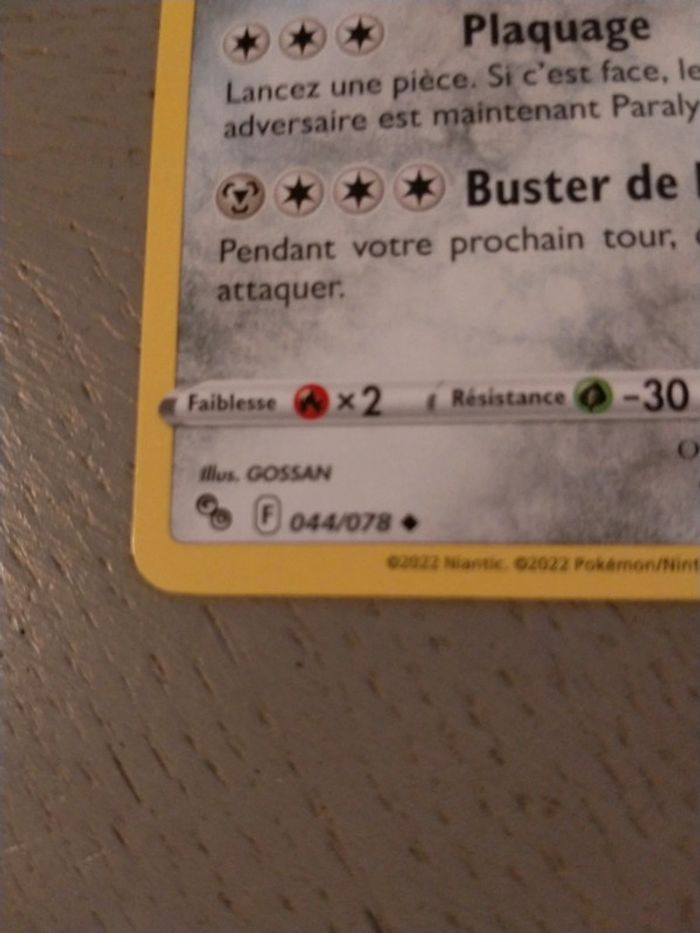 Plaquage
Lancez une pièce. Si c'est face, le
adversaire est maintenant Paraly
Buster de
Pendant votre prochain tour,
attaquer.
Faiblesse ×2 Résistance -30
Illus. GOSSAN
F 044/078
©2022 Niantic. ©2022 Pokémon/Nint